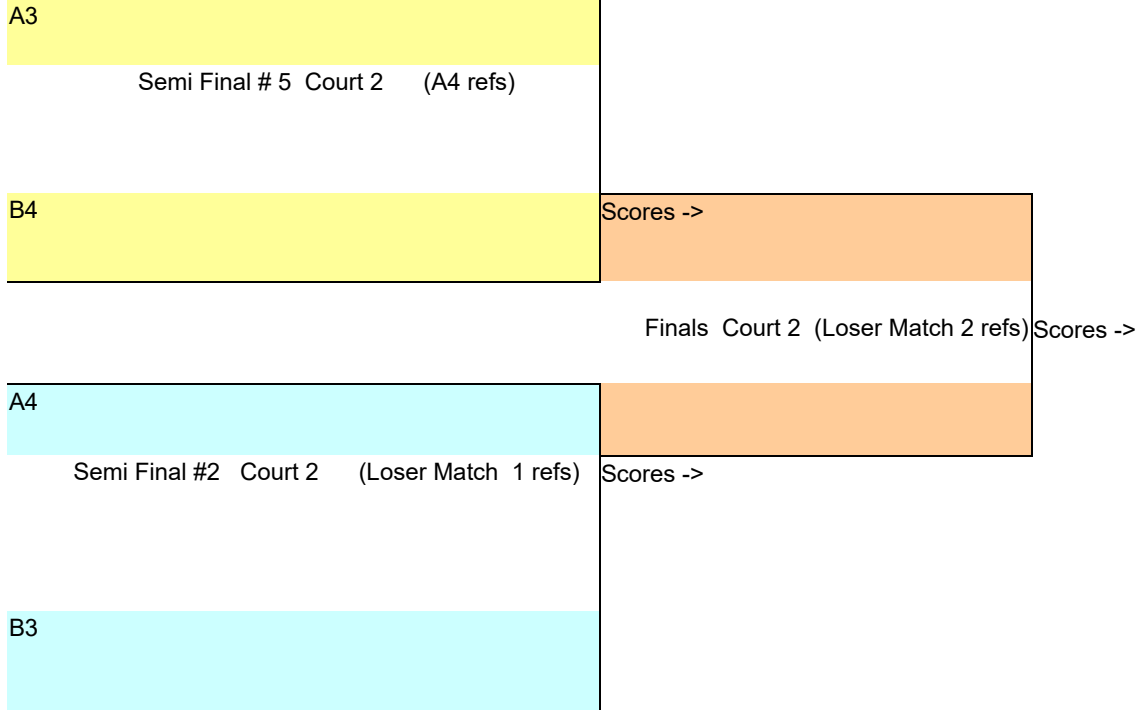 A3
Semi Final # 5 Court 2 (A4 refs)
B4
Scores ->
Finals Court 2 (Loser Match 2 refs)
Scores ->
A4
Semi Final #2 Court 2 (Loser Match 1 refs)
Scores ->
B3